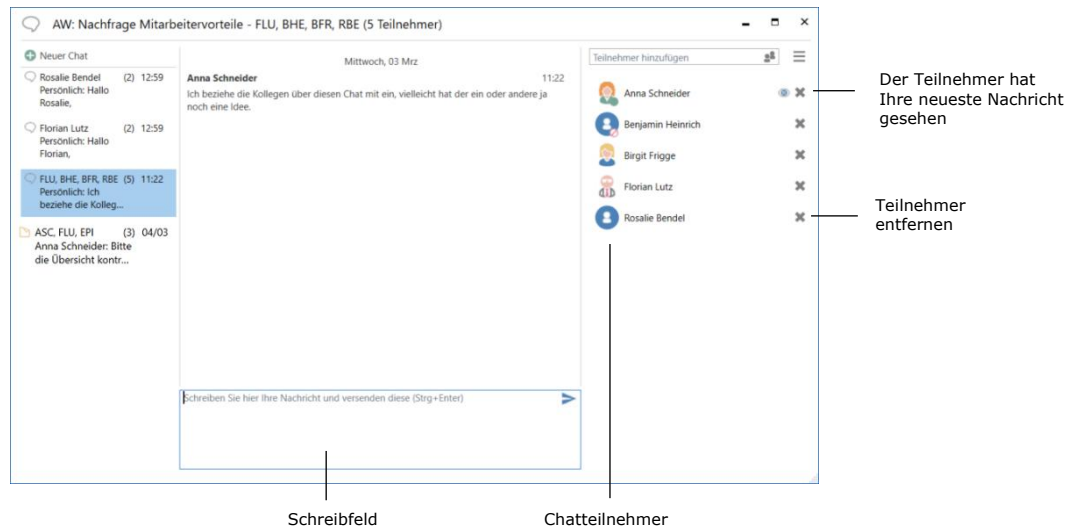 AW: Nachfrage Mitarbeitervorteile - FLU, BHE, BFR, RBE (5 Teilnehmer)
Neuer Chat
Rosalie Bendel (2) 12:59
Persönlich: Hallo
Rosalie,
Florian Lutz (2) 12:59
Persönlich: Hallo
Florian,
FLU, BHE, BFR, RBE (5) 11:22
Persönlich: Ich
beziehe die Kolleg...
ASC, FLU, EPI (3) 04/03
Anna Schneider: Bitte
die Übersicht kontr...
Mittwoch, 03 Mrz
Anna Schneider 11:22
Ich beziehe die Kollegen über diesen Chat mit ein, vielleicht hat der ein oder andere ja
noch eine Idee.
Schreiben Sie hier Ihre Nachricht und versenden diese (Strg+Enter)
Teilnehmer hinzufügen
Anna Schneider
Benjamin Heinrich
Birgit Frigge
Florian Lutz
Rosalie Bendel
Der Teilnehmer hat
Ihre neueste Nachricht
gesehen
Teilnehmer
entfernen
Schreibfeld
Chatteilnehmer